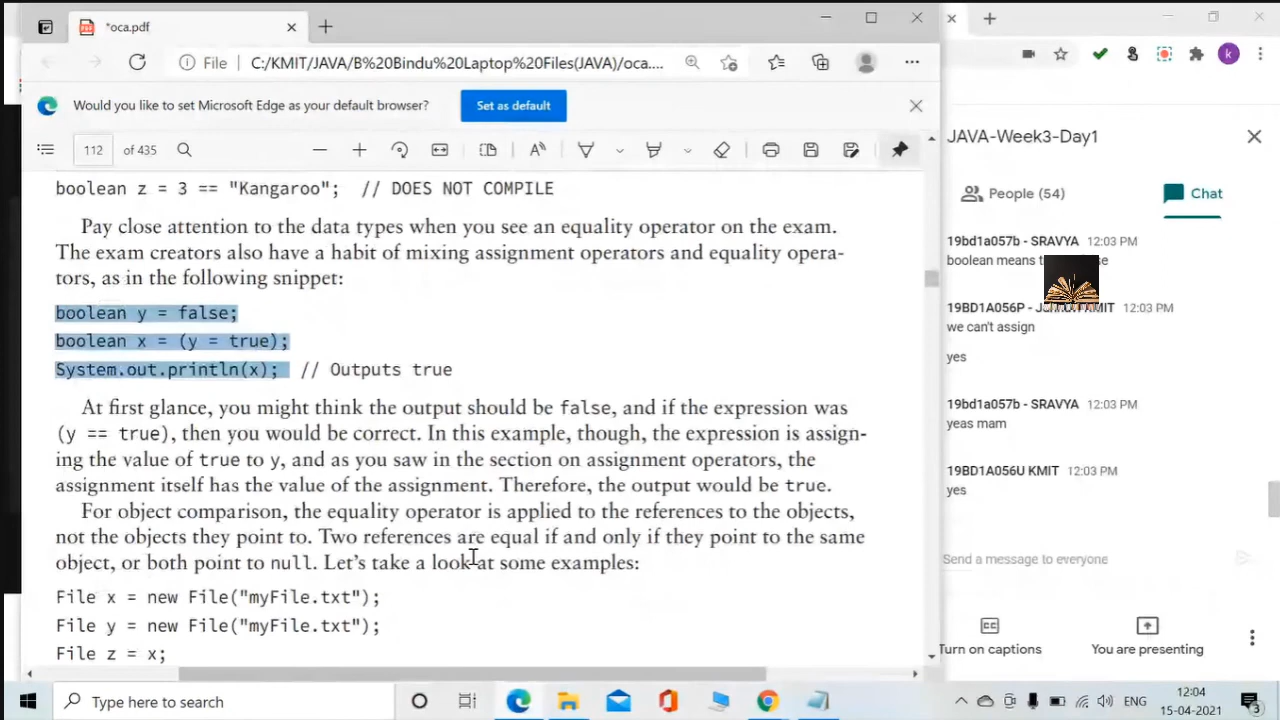 *oca.pdf
File
C:/KMIT/JAVA/B%20Bindu%20Laptop%20Files(JAVA)/oca....
Would you like to set Microsoft Edge as your default browser?
Set as default
112
of 435
boolean z = 3 == "Kangaroo"; // DOES NOT COMPILE
Pay close attention to the data types when you see an equality operator on the exam.
The exam creators also have a habit of mixing assignment operators and equality opera-
tors, as in the following snippet:
boolean y = false;
boolean x = (y = true);
System.out.println(x); // Outputs true
At first glance, you might think the output should be false, and if the expression was
(y == true), then you would be correct. In this example, though, the expression is assign-
ing the value of true to y, and as you saw in the section on assignment operators, the
assignment itself has the value of the assignment. Therefore, the output would be true.
For object comparison, the equality operator is applied to the references to the objects,
not the objects they point to. Two references are equal if and only if they point to the same
object, or both point to null. Let's take a look at some examples:
File x = new File("myFile.txt");
File y = new File("myFile.txt");
File z = x;
k
JAVA-Week3-Day1
People (54)
Chat
19bd1a057b - SRAVYA 12:03 PM
boolean means
19BD1A056P - KMIT 12:03 PM
we can't assign
yes
19bd1a057b - SRAVYA 12:03 PM
yeas mam
19BD1A056U KMIT 12:03 PM
yes
Send a message to everyone
Turn on captions
You are presenting
Type here to search
ENG
12:04
15-04-2021
3